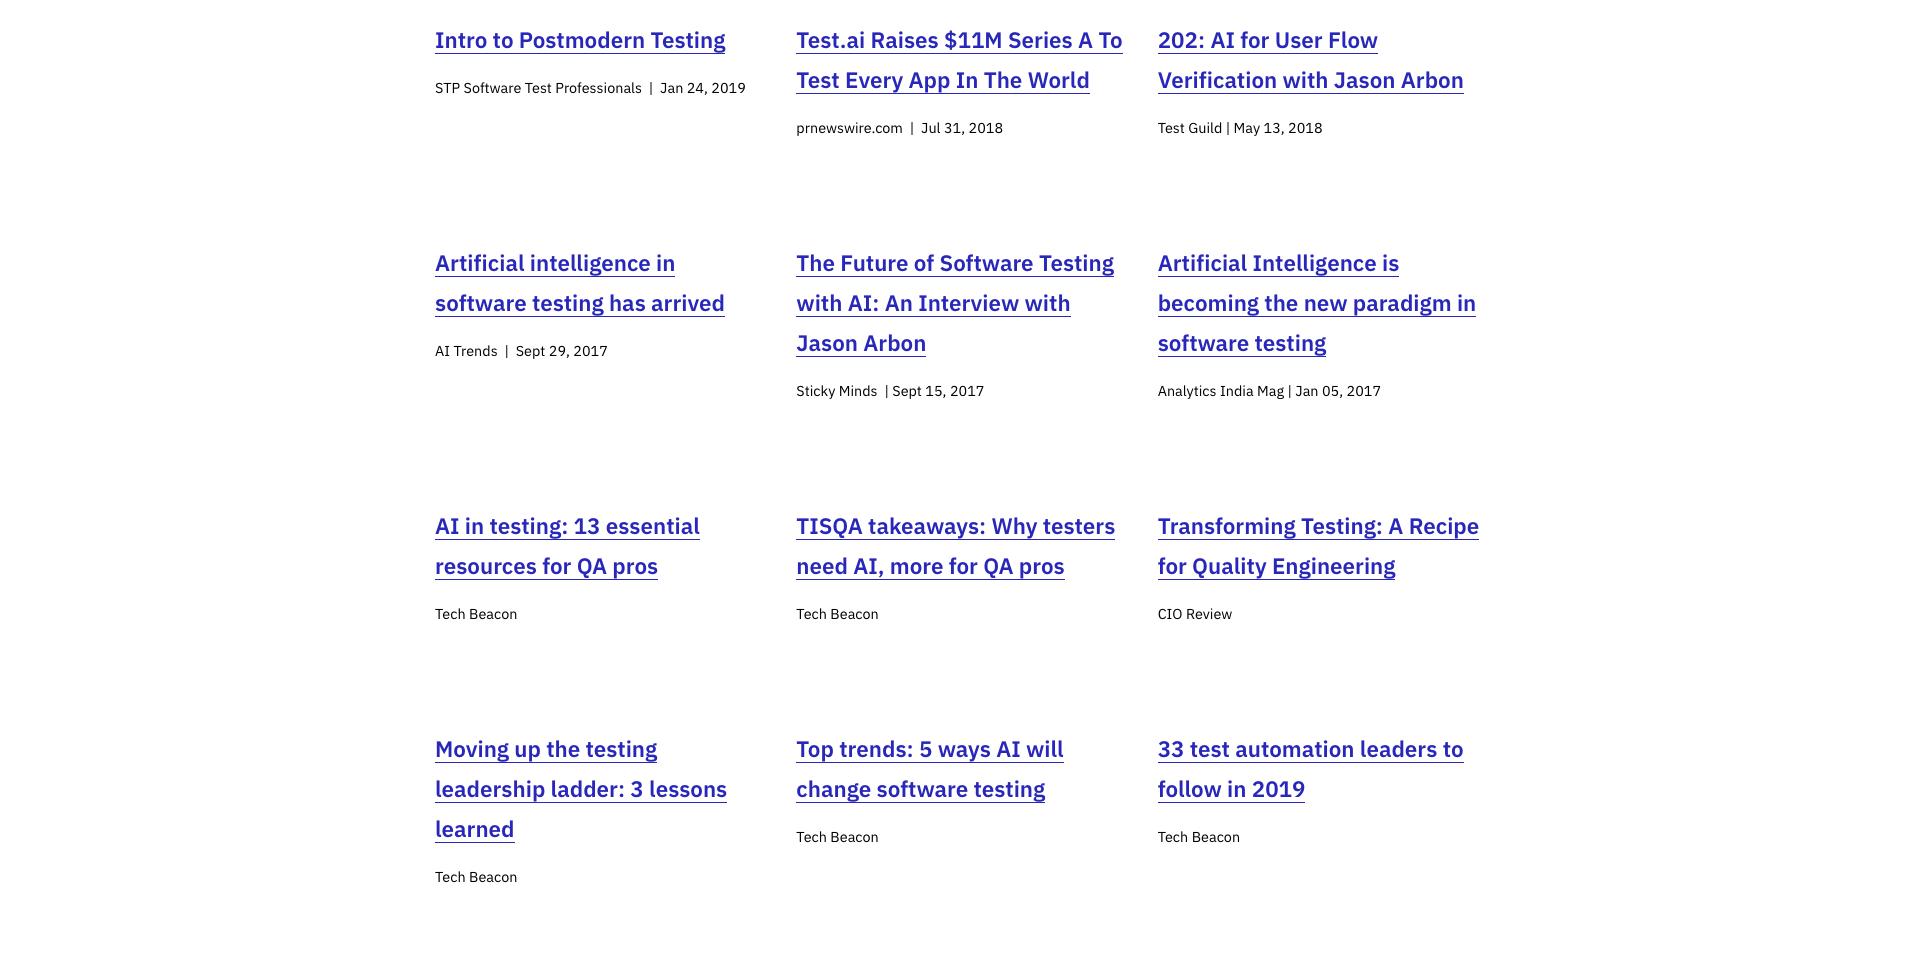 Intro to Postmodern Testing
STP Software Test Professionals | Jan 24, 2019
Test.ai Raises $11M Series A To
Test Every App In The World
prnewswire.com | Jul 31, 2018
202: AI for User Flow
Verification with Jason Arbon
Test Guild | May 13, 2018
Artificial intelligence in
software testing has arrived
AI Trends | Sept 29, 2017
The Future of Software Testing
with AI: An Interview with
Jason Arbon
Sticky Minds | Sept 15, 2017
Artificial Intelligence is
becoming the new paradigm in
software testing
Analytics India Mag | Jan 05, 2017
AI in testing: 13 essential
resources for QA pros
Tech Beacon
TISQA takeaways: Why testers
need AI, more for QA pros
Tech Beacon
Transforming Testing: A Recipe
for Quality Engineering
CIO Review
Moving up the testing
leadership ladder: 3 lessons
learned
Tech Beacon
Top trends: 5 ways AI will
change software testing
Tech Beacon
33 test automation leaders to
follow in 2019
Tech Beacon